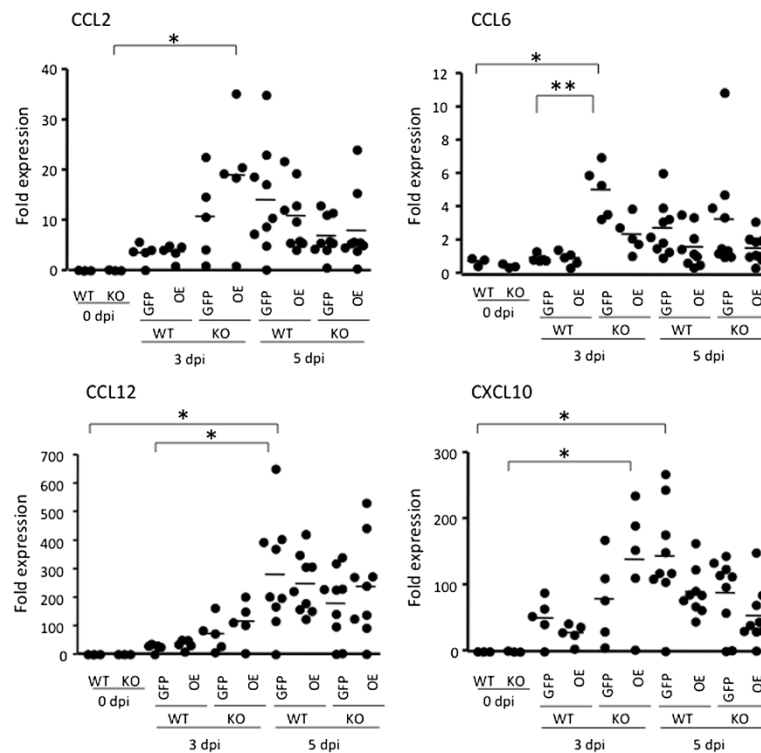 CCL2
*
Fold expression
40
30
20
10
0
WT KO
0 dpi
GFP OE GFP OE GFP OE GFP OE
WT KO WT KO
3 dpi 5 dpi
CCL6
*
**
Fold expression
12
10
8
6
4
2
0
WT KO
0 dpi
GFP OE GFP OE GFP OE GFP OE
WT KO WT KO
3 dpi 5 dpi
CCL12
*
*
Fold expression
700
600
500
400
300
200
100
0
WT KO
0 dpi
GFP OE GFP OE GFP OE GFP OE
WT KO WT KO
3 dpi 5 dpi
CXCL10
*
*
Fold expression
300
200
100
0
WT KO
0 dpi
GFP OE GFP OE GFP OE GFP OE
WT KO WT KO
3 dpi 5 dpi